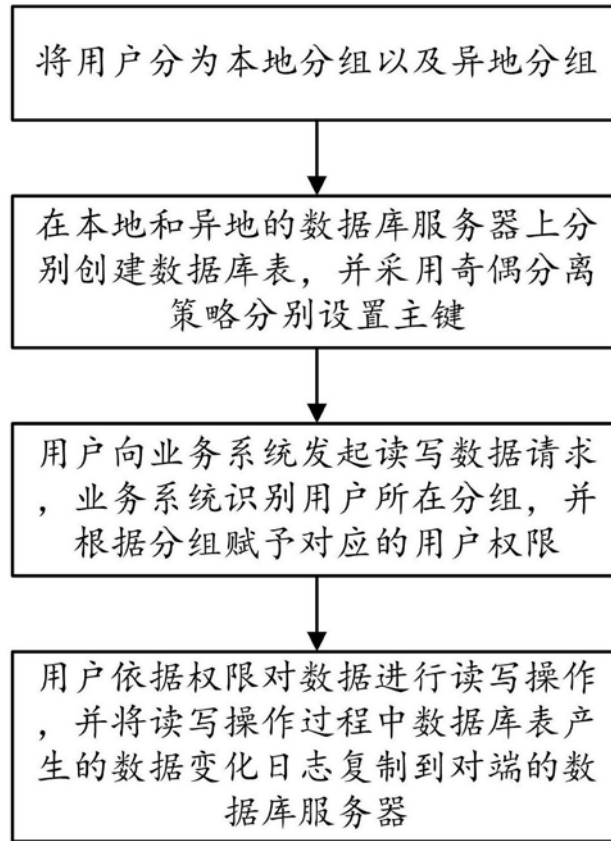 将用户分为本地分组以及异地分组
在本地和异地的数据库服务器上分
别创建数据库表，并采用奇偶分离
策略分别设置主键
用户向业务系统发起读写数据请求
，业务系统识别用户所在分组，并
根据分组赋予对应的用户权限
用户依据权限对数据进行读写操作
，并将读写操作过程中数据库表产
生的数据变化日志复制到对端的数
据库服务器